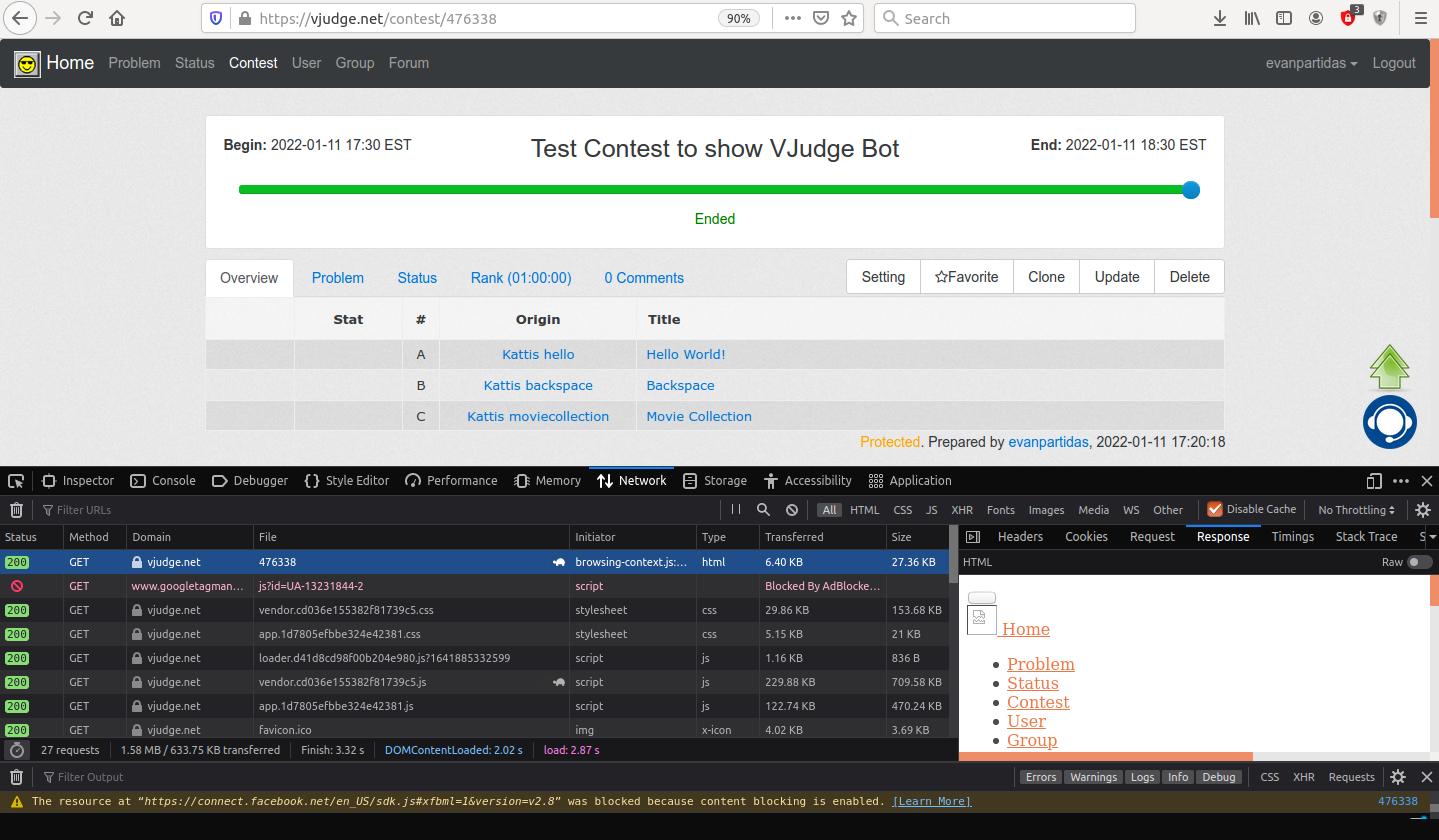 https://vjudge.net/contest/476338 90% Search 3
Home Problem Status Contest User Group Forum evanpartidas Logout
Begin: 2022-01-11 17:30 EST Test Contest to show VJudge Bot End: 2022-01-11 18:30 EST
Ended
Overview Problem Status Rank (01:00:00) 0 Comments Setting Favorite Clone Update Delete
Stat # Origin Title
A Kattis hello Hello World!
B Kattis backspace Backspace
C Kattis moviecollection Movie Collection
Protected. Prepared by evanpartidas, 2022-01-11 17:20:18
Inspector Console Debugger Style Editor Performance Memory Network Storage Accessibility Application
Filter URLs All HTML CSS JS XHR Fonts Images Media WS Other Disable Cache No Throttling
Status Method Domain File Initiator Type Transferred Size Headers Cookies Request Response Timings Stack Trace S
200 GET vjudge.net 476338 browsing-context.js:... html 6.40 KB 27.36 KB HTML Raw
GET www.googletagman... js?id=UA-13231844-2 script Blocked By AdBlocke...
200 GET vjudge.net vendor.cd036e155382f81739c5.css stylesheet css 29.86 KB 153.68 KB
200 GET vjudge.net app.1d7805efbbe324e42381.css stylesheet css 5.15 KB 21 KB
Home
200 GET vjudge.net loader.d41d8cd98f00b204e980.js?1641885332599 script js 1.16 KB 836 B
Problem
200 GET vjudge.net vendor.cd036e155382f81739c5.js script js 229.88 KB 709.58 KB
Status
200 GET vjudge.net app.1d7805efbbe324e42381.js script js 122.74 KB 470.24 KB
Contest
User
200 GET vjudge.net favicon.ico img x-icon 4.02 KB 3.69 KB
Group
27 requests 1.58 MB / 633.75 KB transferred Finish: 3.32 s DOMContentLoaded: 2.02 s load: 2.87 s
Filter Output Errors Warnings Logs Info Debug CSS XHR Requests
The resource at “https://connect.facebook.net/en_US/sdk.js#xfbml=1&version=v2.8” was blocked because content blocking is enabled. [Learn More] 476338